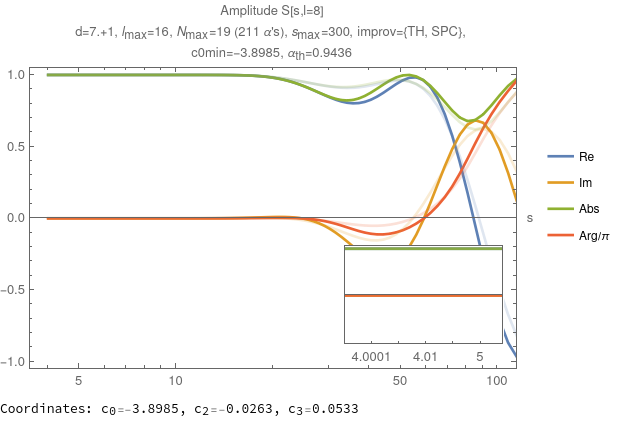 Amplitude S[s,l=8]
d=7.+1, lmax=16, Nmax=19 (211 α's), smax=300, improv={TH, SPC},
c0min=-3.8985, αth=0.9436
1.0
0.5
0.0
-0.5
-1.0
s
Re
Im
Abs
Arg/π
4.0001 4.01 5
5 10 50 100
Coordinates: c0=-3.8985, c2=-0.0263, c3=0.0533